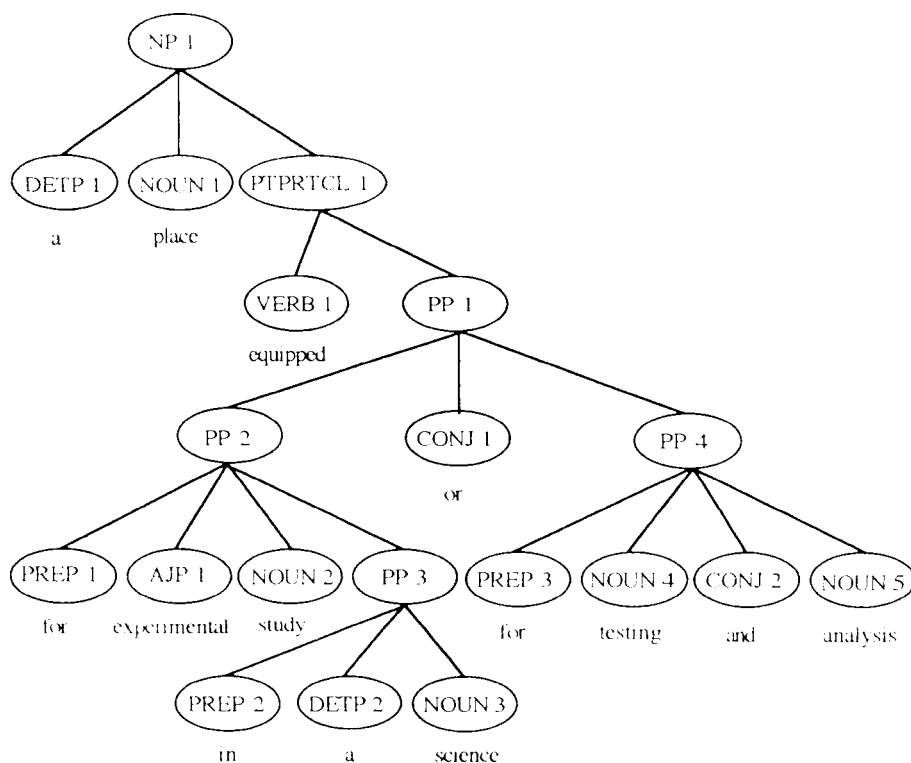 NP 1
DETP 1 NOUN 1 PTPRTCL 1
a place
VERB 1 PP 1
equipped
PP 2 CONJ 1 PP 4
or
PREP 1 AJP 1 NOUN 2 PP 3 PREP 3 NOUN 4 CONJ 2 NOUN 5
for experimental study for testing and analysis
PREP 2 DETP 2 NOUN 3
in a science